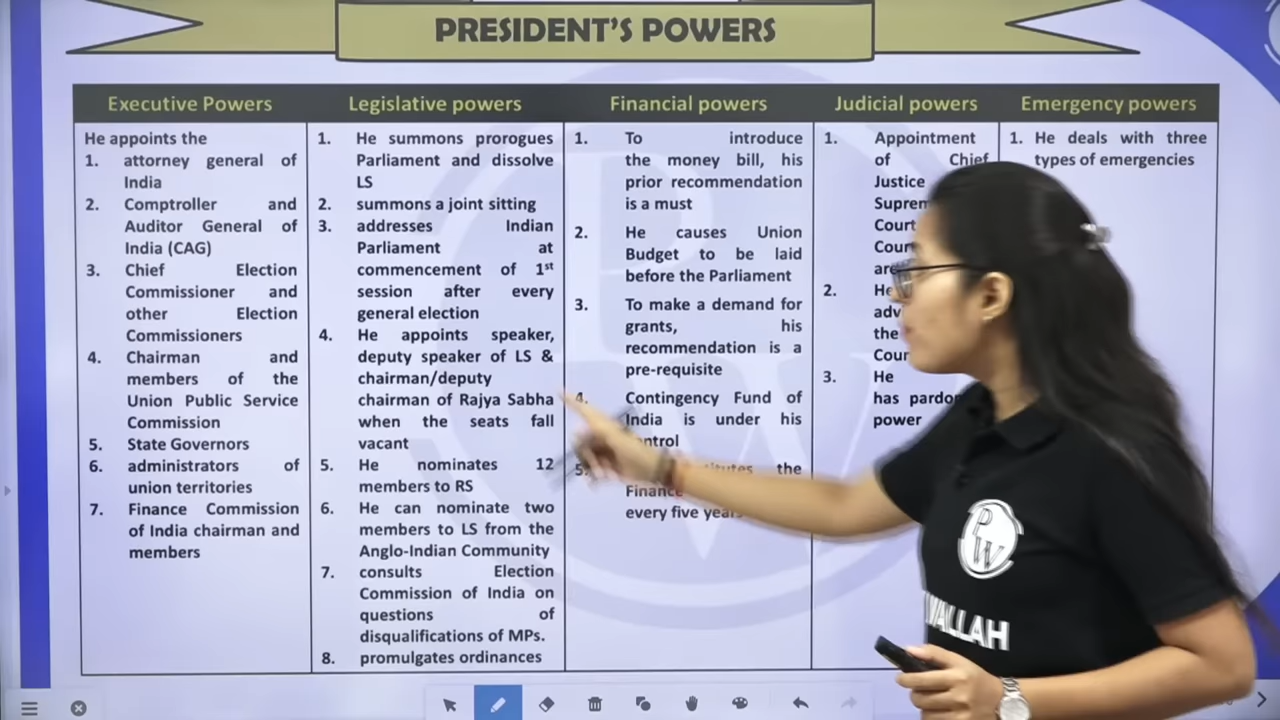 PRESIDENT'S POWERS
Executive Powers
He appoints the
1. attorney general of
India
2. Comptroller and
Auditor General of
India (CAG)
3. Chief Election
Commissioner and
other Election
Commissioners
4. Chairman and
members of the
Union Public Service
Commission
5. State Governors
6. administrators of
union territories
7. Finance Commission
of India chairman and
members
Legislative powers
1. He summons prorogues
Parliament and dissolve
LS
2. summons a joint sitting
3. addresses Indian
Parliament at
commencement of 1st
session after every
general election
4. He appoints speaker,
deputy speaker of LS &
chairman/deputy
chairman of Rajya Sabha
when the seats fall
vacant
5. He nominates 12
members to RS
6. He can nominate two
members to LS from the
Anglo-Indian Community
7. consults Election
Commission of India on
questions of
disqualifications of MPs.
8. promulgates ordinances
Financial powers
1. To introduce
the money bill, his
prior recommendation
is a must
2. He causes Union
Budget to be laid
before the Parliament
3. To make a demand for
grants, his
recommendation is a
pre-requisite
4. Contingency Fund of
India is under his
5. the
Finance
every five
Judicial powers
1. Appointment
of Chief
Justice
2.
the
3. He
has
power
Emergency powers
1. He deals with three
types of emergencies
PW
WALLAH